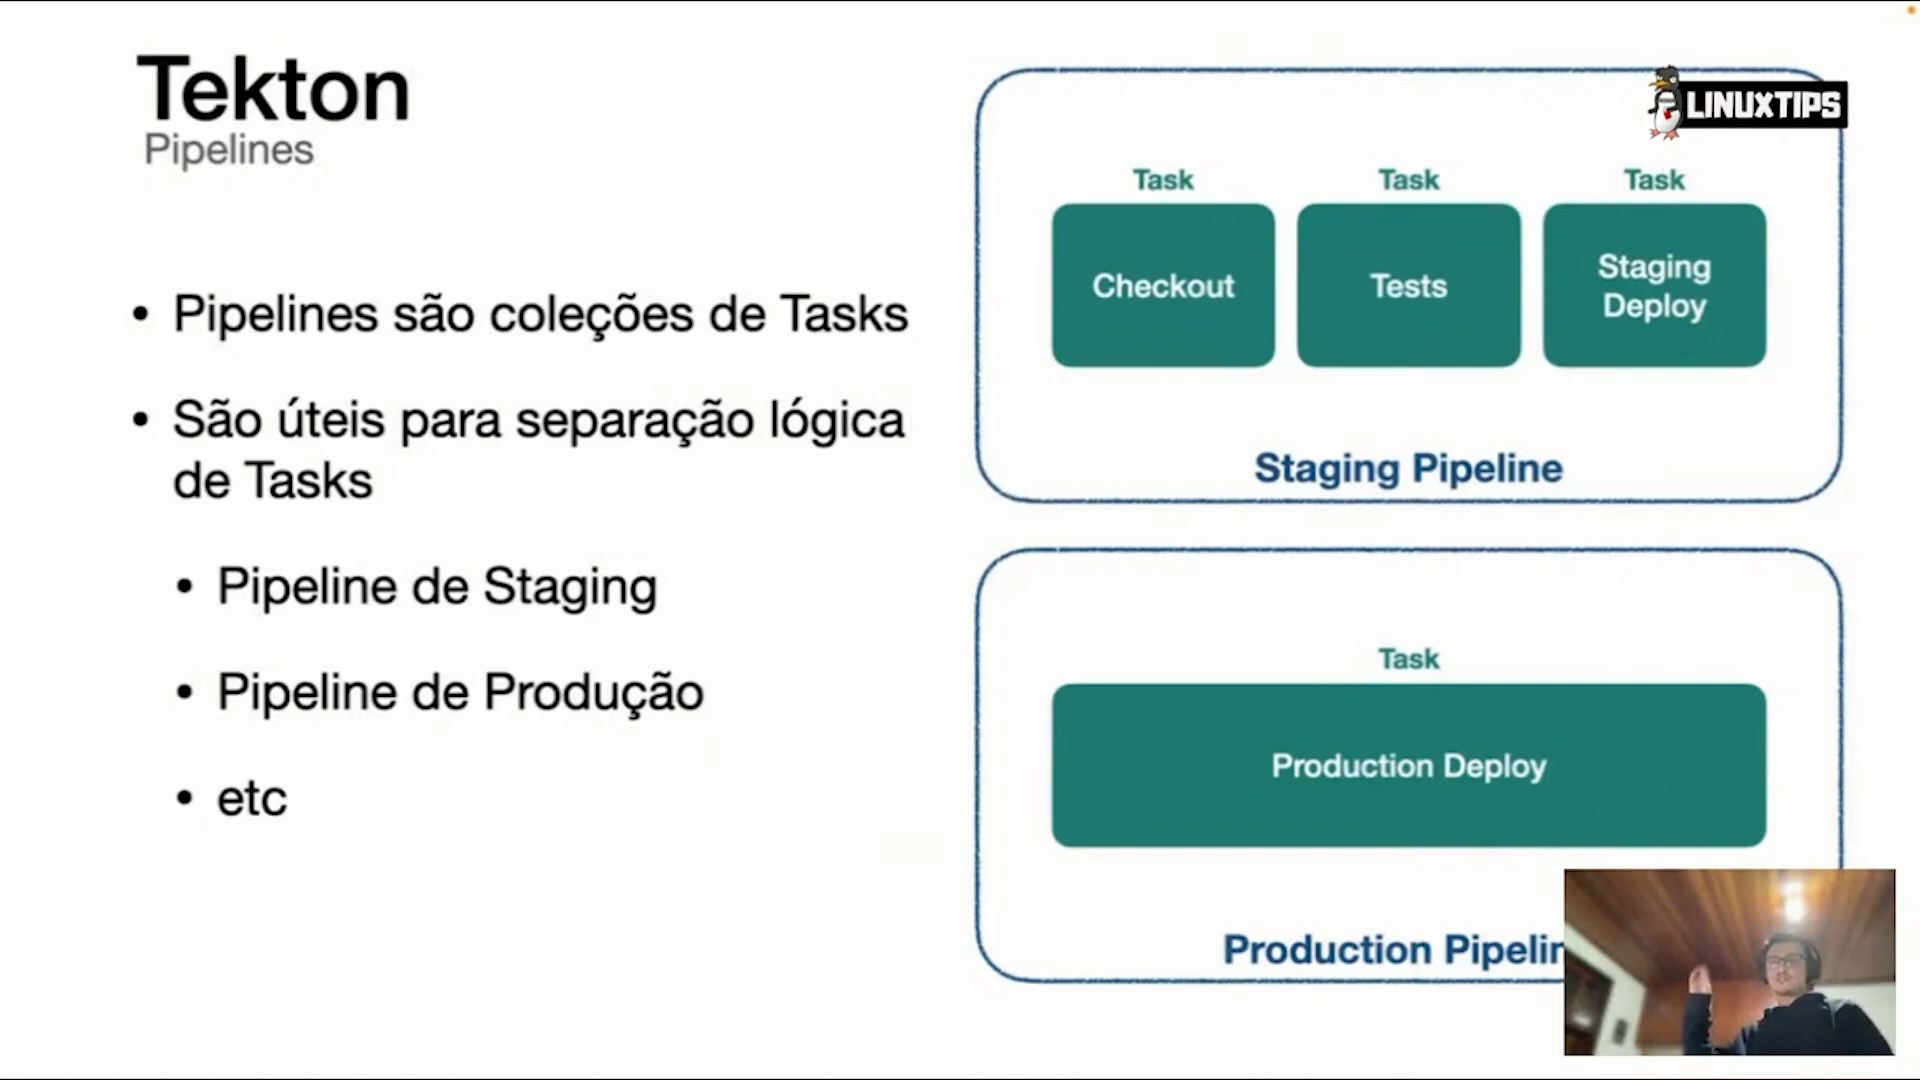 Tekton
Pipelines
• Pipelines são coleções de Tasks
• São úteis para separação lógica
de Tasks
• Pipeline de Staging
• Pipeline de Produção
• etc
LINUXTIPS
Task Task Task
Checkout Tests Staging
Deploy
Staging Pipeline
Task
Production Deploy
Production